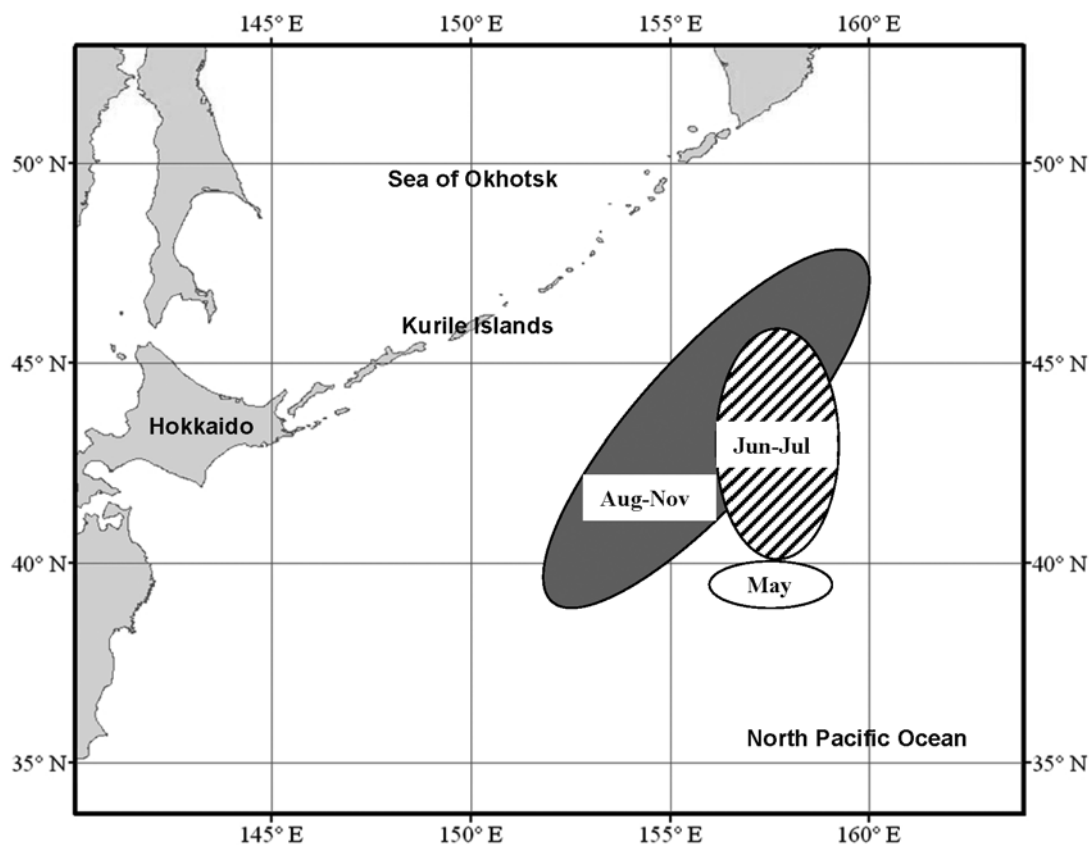 145° E 150° E 155° E 160° E
50° N 50° N
Sea of Okhotsk
Kurile Islands
45° N 45° N
Hokkaido
Jun-Jul
Aug-Nov
40° N 40° N
May
North Pacific Ocean
35° N 35° N
145° E 150° E 155° E 160° E